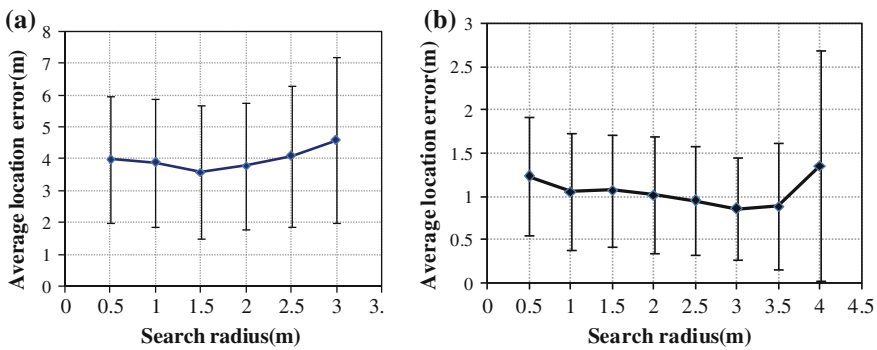 (a)
Average location error(m)
8
7
6
5
4
3
2
1
0
0 0.5 1 1.5 2 2.5 3 3.
Search radius(m)
(b)
Average location error(m)
3
2.5
2
1.5
1
0.5
0
0 0.5 1 1.5 2 2.5 3 3.5 4 4.5
Search radius(m)